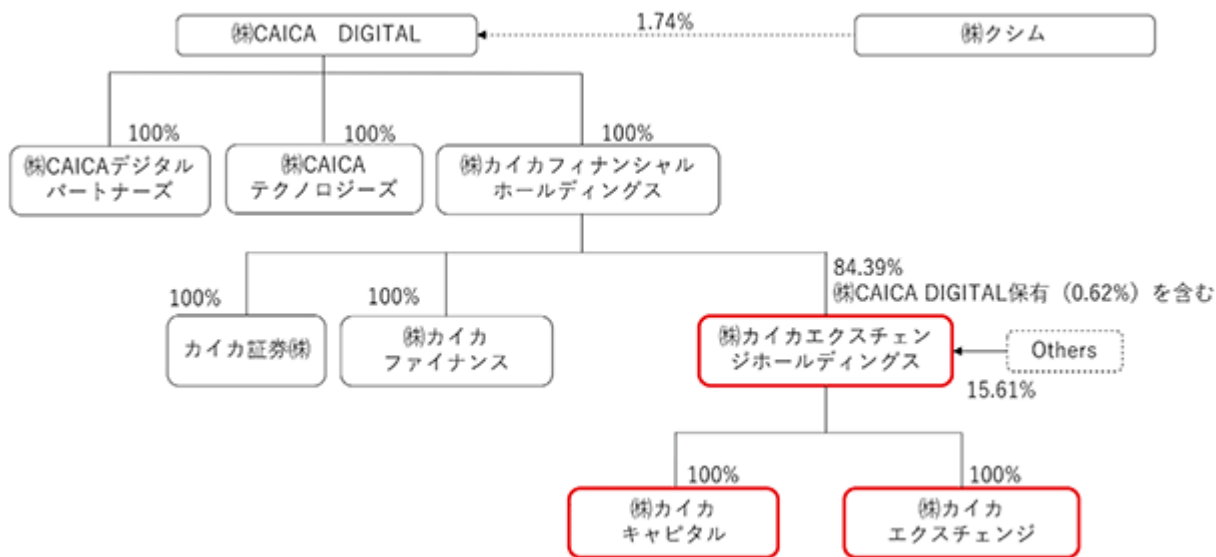 ㈱CAICA　DIGITAL
1.74%
㈱クシム
100%
100%
100%
㈱CAICAデジタル
パートナーズ
㈱CAICA
テクノロジーズ
㈱カイカフィナンシャル
ホールディングス
84.39%
㈱CAICA DIGITAL保有（0.62%）を含む
100%
100%
カイカ証券㈱
㈱カイカ
ファイナンス
㈱カイカエクスチェン
ジホールディングス
Others
15.61%
100%
100%
㈱カイカ
キャピタル
㈱カイカ
エクスチェンジ